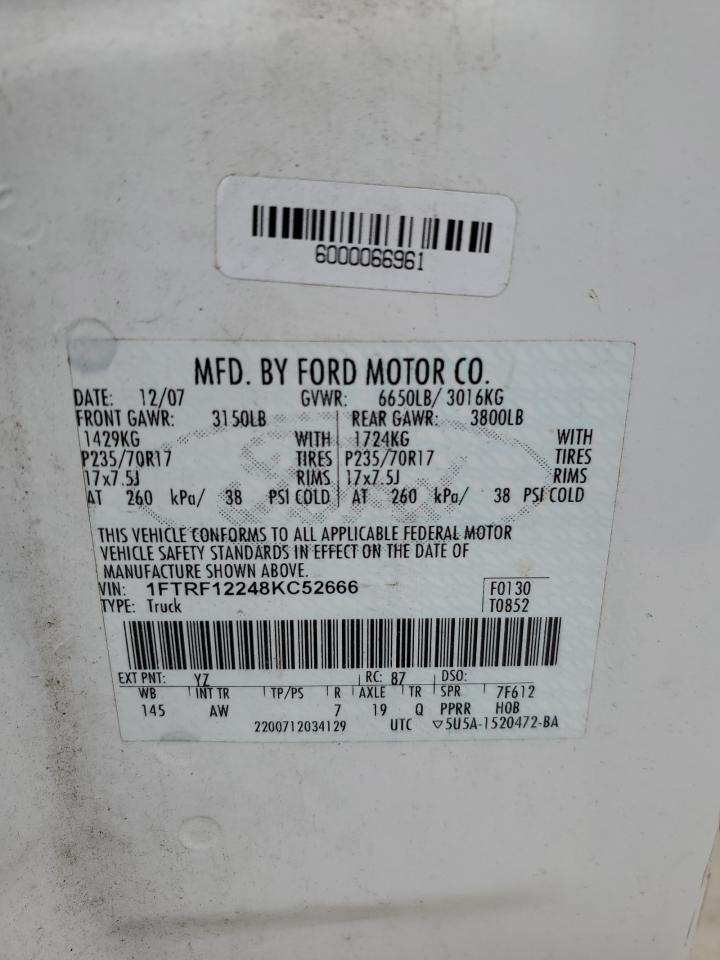 6000066961
MFD. BY FORD MOTOR CO.
DATE: 12/07 GVWR: 6650LB/ 3016KG
FRONT GAWR: 3150LB REAR GAWR: 3800LB
1429KG WITH 1724KG WITH
P235/70R17 TIRES P235/70R17 TIRES
17x7.5J RIMS 17x7.5J RIMS
AT 260 kPa/ 38 PSI COLD AT 260 kPa/ 38 PSI COLD
THIS VEHICLE CONFORMS TO ALL APPLICABLE FEDERAL MOTOR
VEHICLE SAFETY STANDARDS IN EFFECT ON THE DATE OF
MANUFACTURE SHOWN ABOVE.
VIN: 1FTRF12248KC52666 F0130
TYPE: Truck T0852
EXT PNT: YZ RC: 87 DSO:
WB INT TR TP/PS R AXLE TR SPR 7F612
145 AW 7 19 Q PPRR HOB
2200712034129 UTC ▽5U5A-1520472-BA